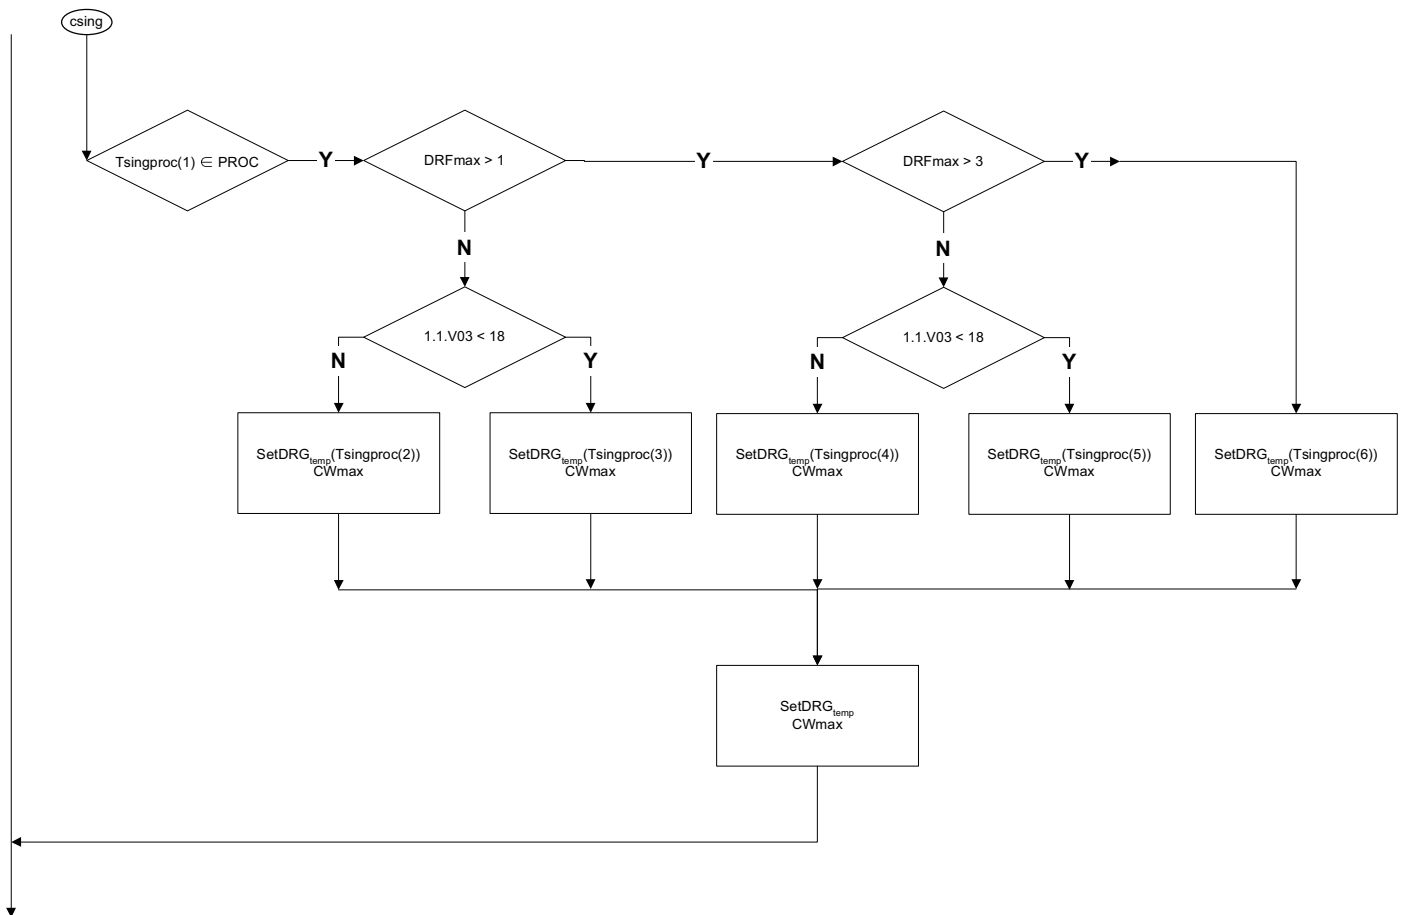 csing
Tsingproc(1) ∈ PROC
Y
DRFmax > 1
Y
DRFmax > 3
Y
N
N
1.1.V03 < 18
1.1.V03 < 18
N
Y
N
Y
SetDRGtemp(Tsingproc(2))
CWmax
SetDRGtemp(Tsingproc(3))
CWmax
SetDRGtemp(Tsingproc(4))
CWmax
SetDRGtemp(Tsingproc(5))
CWmax
SetDRGtemp(Tsingproc(6))
CWmax
SetDRGtemp
CWmax